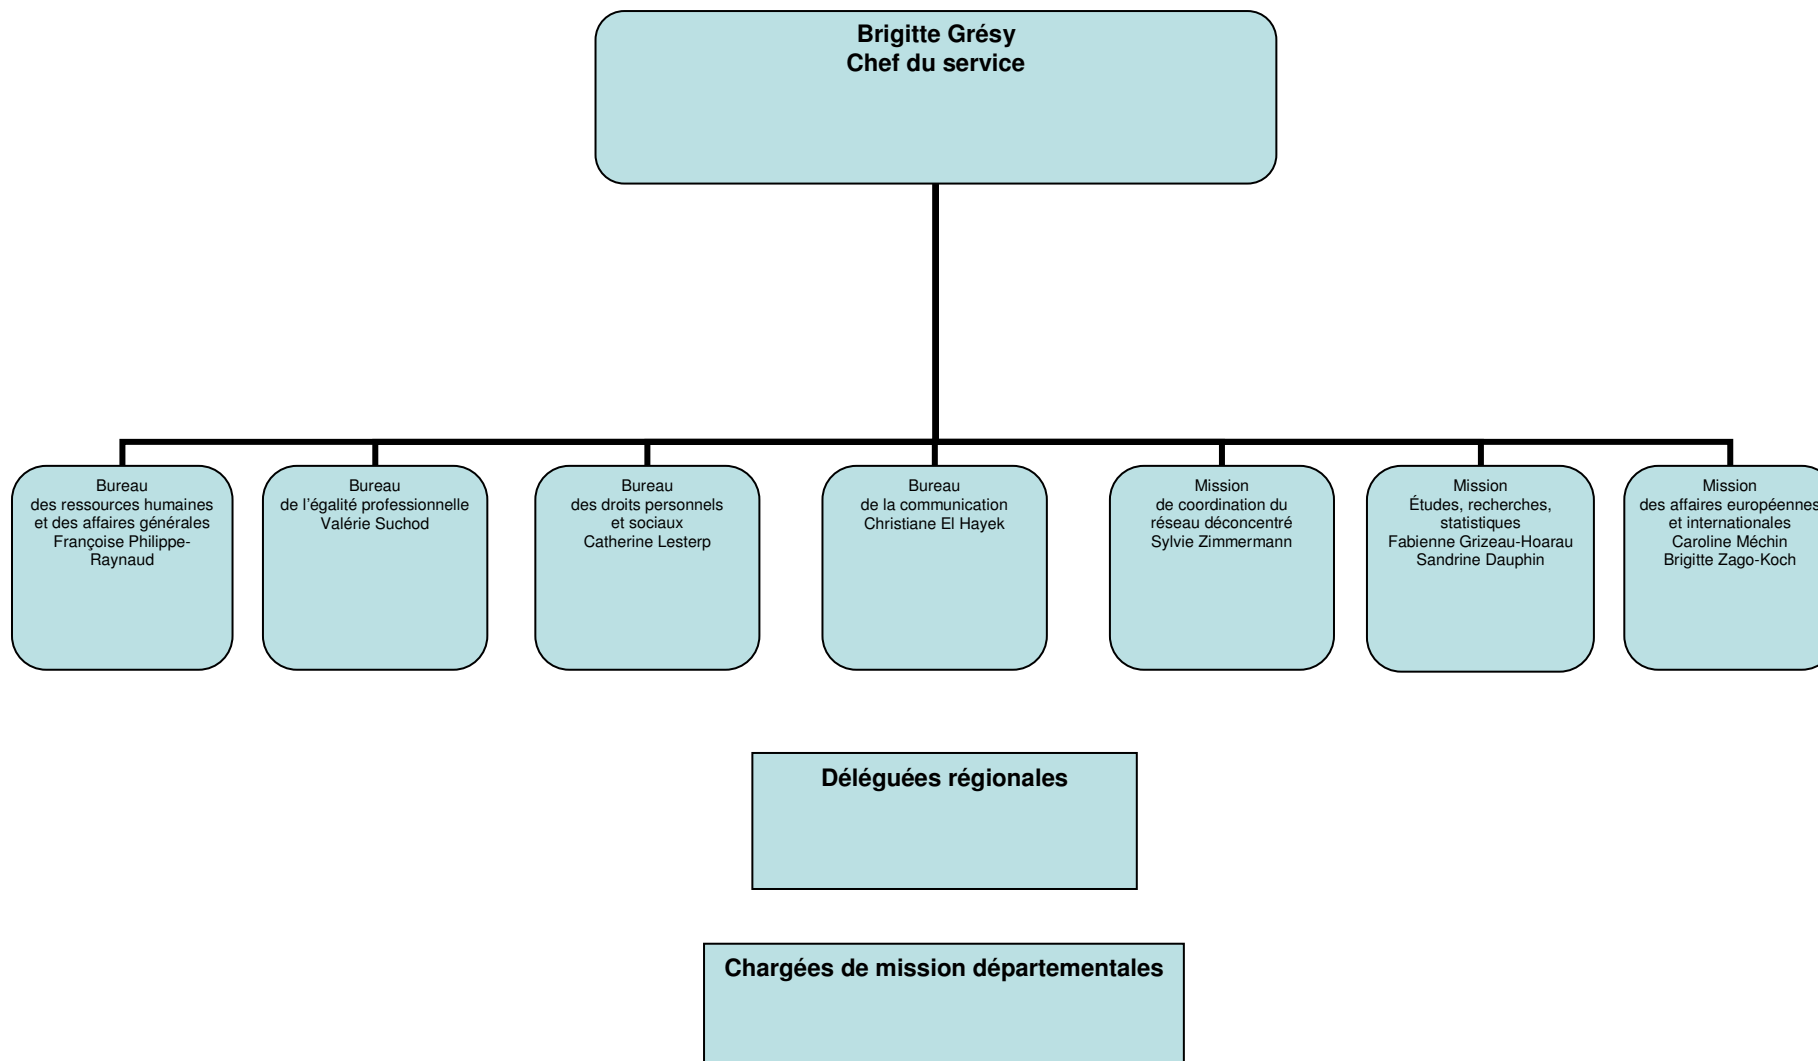 Brigitte Grésy
Chef du service
Bureau
des ressources humaines
et des affaires générales
Françoise Philippe-
Raynaud
Bureau
de l'égalité professionnelle
Valérie Suchod
Bureau
des droits personnels
et sociaux
Catherine Lesterp
Bureau
de la communication
Christiane El Hayek
Mission
de coordination du
réseau déconcentré
Sylvie Zimmermann
Mission
Études, recherches,
statistiques
Fabienne Grizeau-Hoarau
Sandrine Dauphin
Mission
des affaires européennes
et internationales
Caroline Méchin
Brigitte Zago-Koch
Déléguées régionales
Chargées de mission départementales